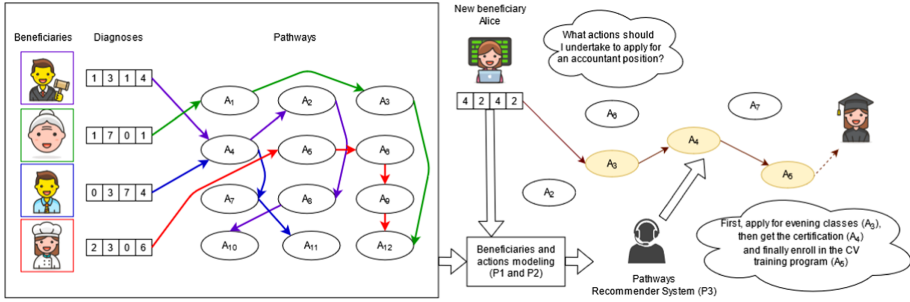 Beneficiaries Diagnoses Pathways
1 3 1 4
1 7 0 1
0 3 7 4
2 3 0 6
A1 A2 A3
A4 A5 A6
A7 A8 A9
A10 A11 A12
New beneficiary
Alice
4 2 4 2
What actions should
I undertake to apply for
an accountant position?
A6
A7
A4
A3
A5
A2
Beneficiaries and
actions modeling
(P1 and P2)
Pathways
Recommender System (P3)
First, apply for evening classes (A3),
then get the certification (A4)
and finally enroll in the CV
training program (A5)